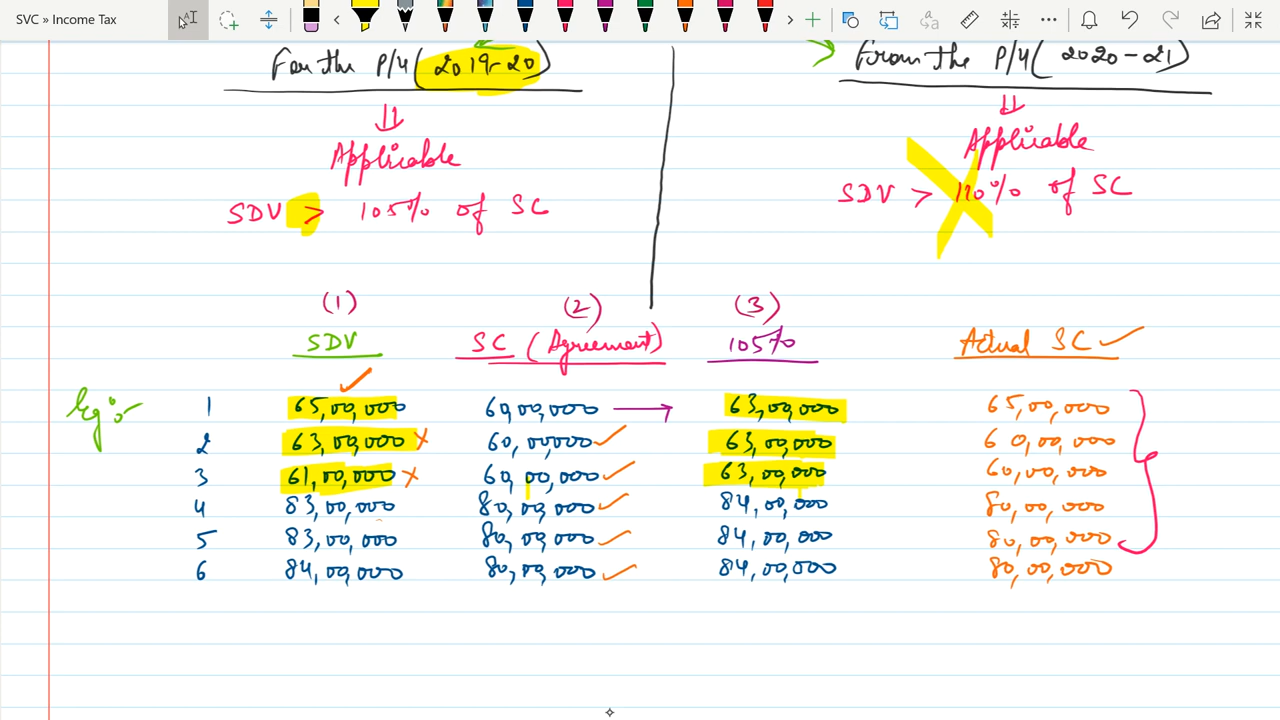 SVC » Income Tax
For the P/Y (2019-20)
From the P/Y (2020-21)
Applicable
Applicable
SDV > 105% of SC
SDV > 110% of SC
(1) (2) (3)
SDV SC (Agreement) 105% Actual SC
Eg:-
1 65,00,000 60,00,000 63,00,000 65,00,000
2 63,00,000 60,00000 63,00,000 60,00,000
3 61,00,000 60,00,000 63,00,000 60,00,000
4 83,00,000 80,00,000 84,00,000 80,00,000
5 83,00,000 80,00,000 84,00,000 80,00,000
6 84,00,000 80,00,000 84,00,000 80,00,000